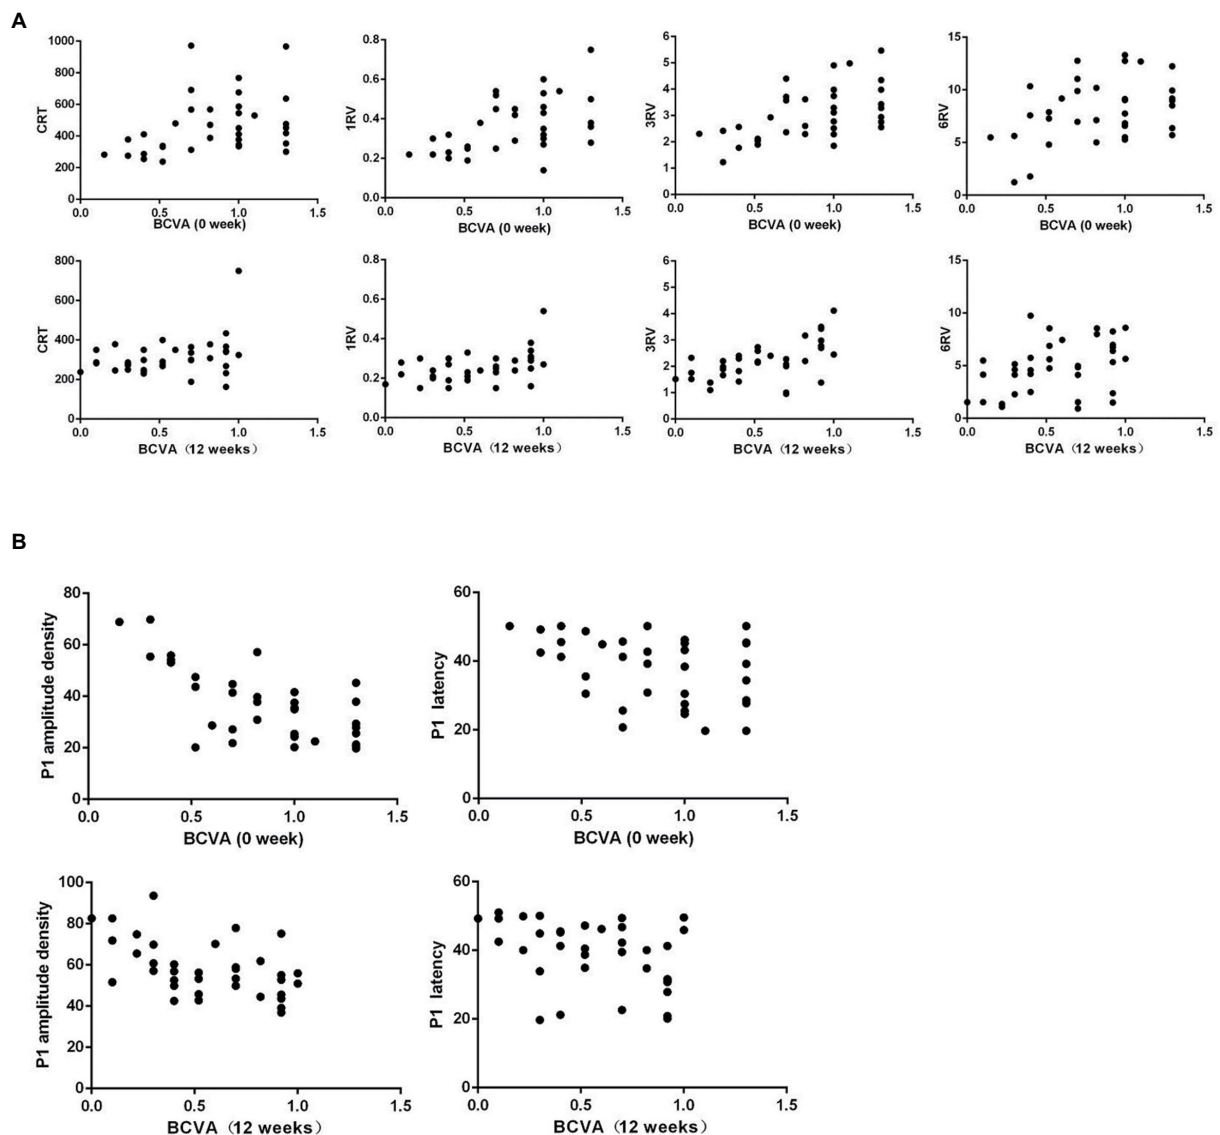 A
1000
800
600
400
200
0
CRT
0.0 0.5 1.0 1.5
BCVA (0 week)
0.8
0.6
0.4
0.2
0.0
1RV
0.0 0.5 1.0 1.5
BCVA (0 week)
6
5
4
3
2
1
0
3RV
0.0 0.5 1.0 1.5
BCVA (0 week)
15
10
5
0
6RV
0.0 0.5 1.0 1.5
BCVA (0 week)
800
600
400
200
0
CRT
0.0 0.5 1.0 1.5
BCVA（12 weeks）
0.8
0.6
0.4
0.2
0.0
1RV
0.0 0.5 1.0 1.5
BCVA（12 weeks）
6
5
4
3
2
1
0
3RV
0.0 0.5 1.0 1.5
BCVA（12 weeks）
15
10
5
0
6RV
0.0 0.5 1.0 1.5
BCVA（12 weeks）
B
80
60
40
20
0
P1 amplitude density
0.0 0.5 1.0 1.5
BCVA (0 week)
60
40
20
0
P1 latency
0.0 0.5 1.0 1.5
BCVA (0 week)
100
80
60
40
20
0
P1 amplitude density
0.0 0.5 1.0 1.5
BCVA（12 weeks）
60
40
20
0
P1 latency
0.0 0.5 1.0 1.5
BCVA（12 weeks）